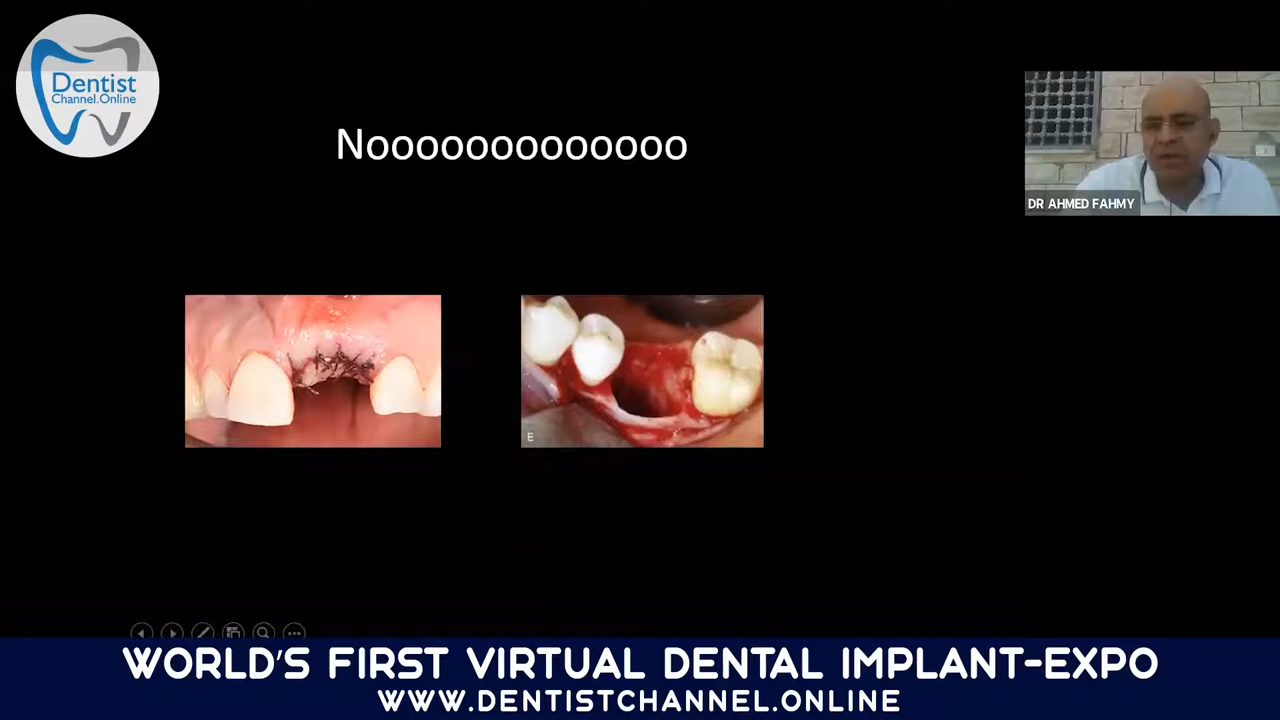 Dentist
Channel.Online
Nooooooooooooo
DR AHMED FAHMY
E
WORLD'S FIRST VIRTUAL DENTAL IMPLANT-EXPO
WWW.DENTISTCHANNEL.ONLINE